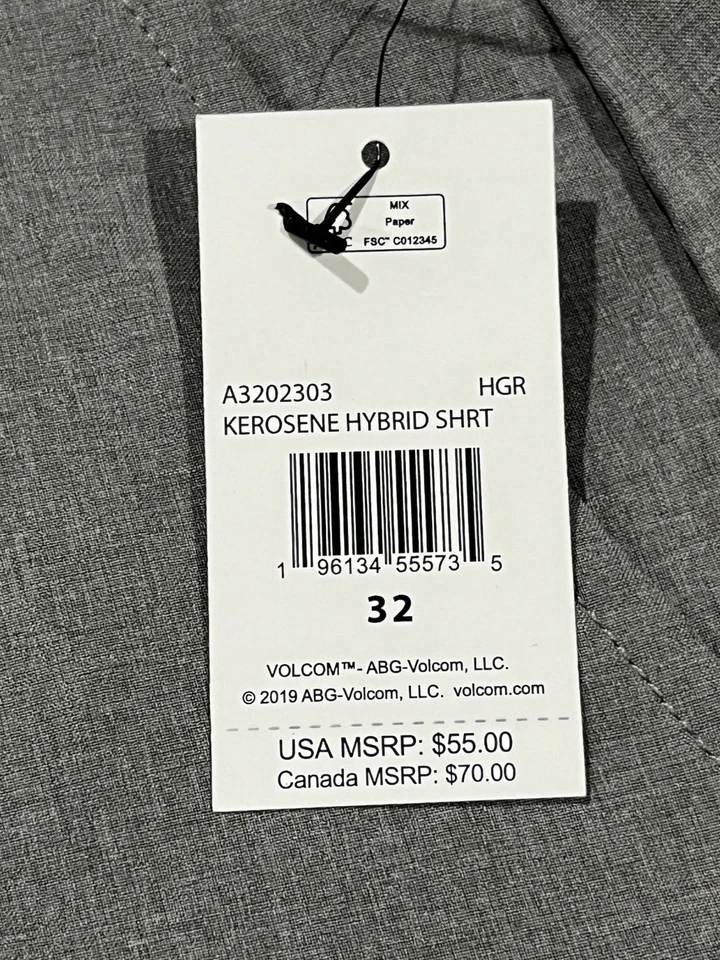 MIX
Paper
FSC™ C012345
A3202303 HGR
KEROSENE HYBRID SHRT
1 96134 55573 5
32
VOLCOM™- ABG-Volcom, LLC.
© 2019 ABG-Volcom, LLC. volcom.com
USA MSRP: $55.00
Canada MSRP: $70.00